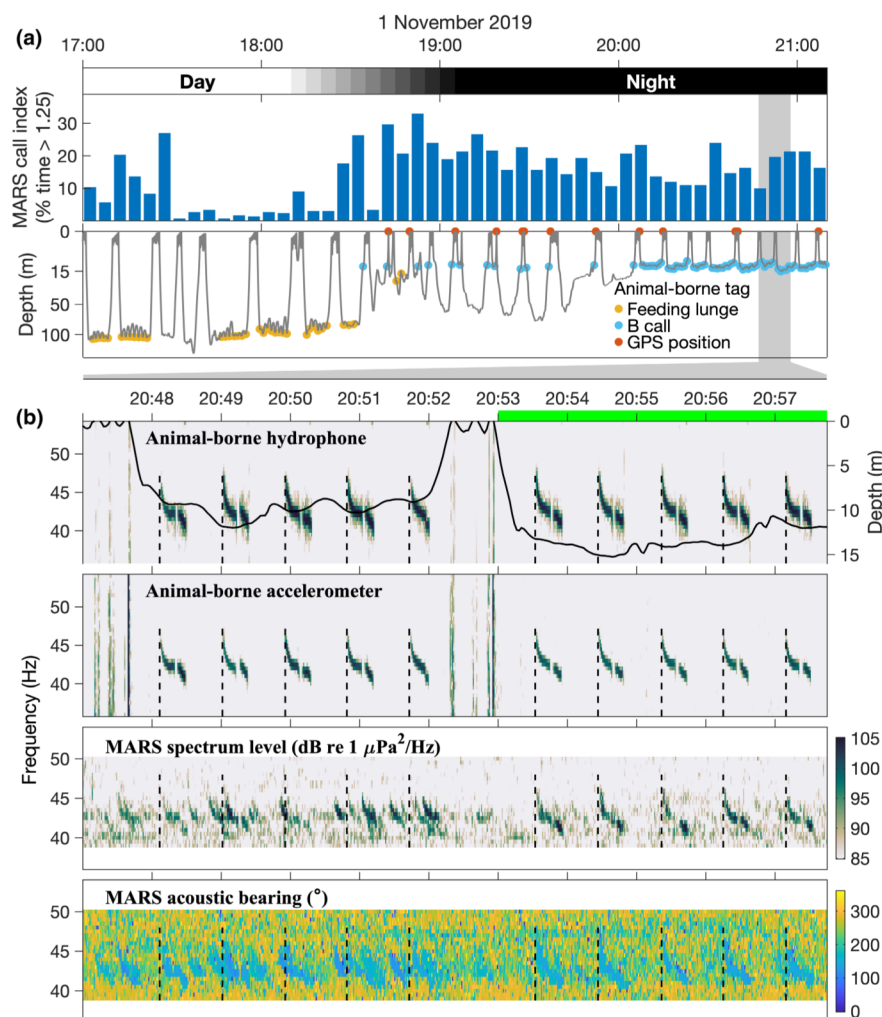 1 November 2019
(a)
17:00 18:00 19:00 20:00 21:00
Day Night
MARS call index
(% time > 1.25)
30
20
10
Depth (m)
0
15
50
100
Animal-borne tag
Feeding lunge
B call
GPS position
20:48 20:49 20:50 20:51 20:52 20:53 20:54 20:55 20:56 20:57
(b)
Frequency (Hz)
Animal-borne hydrophone
50
45
40
0
5
10
15
Depth (m)
Animal-borne accelerometer
50
45
40
MARS spectrum level (dB re 1 μPa²/Hz)
50
45
40
105
100
95
90
85
MARS acoustic bearing (°)
50
45
40
300
200
100
0